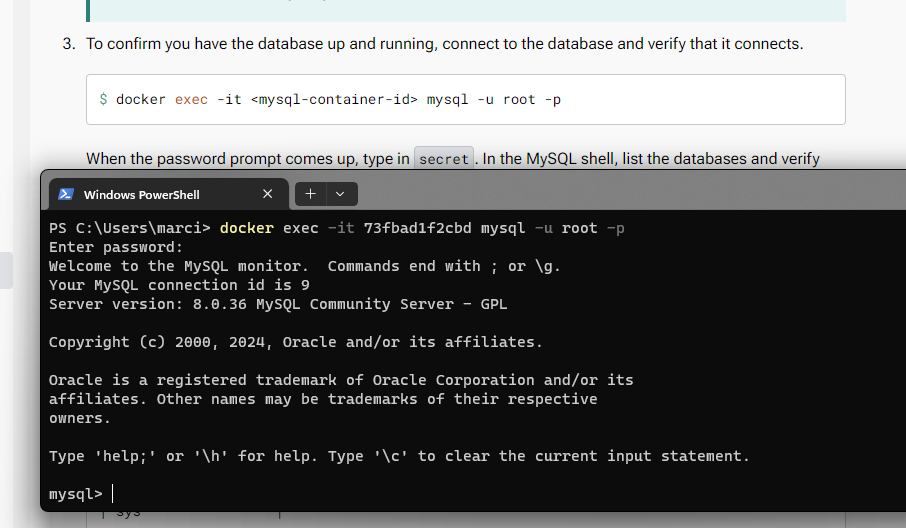 3. To confirm you have the database up and running, connect to the database and verify that it connects.
$ docker exec -it <mysql-container-id> mysql -u root -p
When the password prompt comes up, type in secret. In the MySQL shell, list the databases and verify
Windows PowerShell
PS C:\Users\marci> docker exec -it 73fbad1f2cbd mysql -u root -p
Enter password:
Welcome to the MySQL monitor.  Commands end with ; or \g.
Your MySQL connection id is 9
Server version: 8.0.36 MySQL Community Server - GPL
Copyright (c) 2000, 2024, Oracle and/or its affiliates.
Oracle is a registered trademark of Oracle Corporation and/or its
affiliates. Other names may be trademarks of their respective
owners.
Type 'help;' or '\h' for help. Type '\c' to clear the current input statement.
mysql>
| sys |